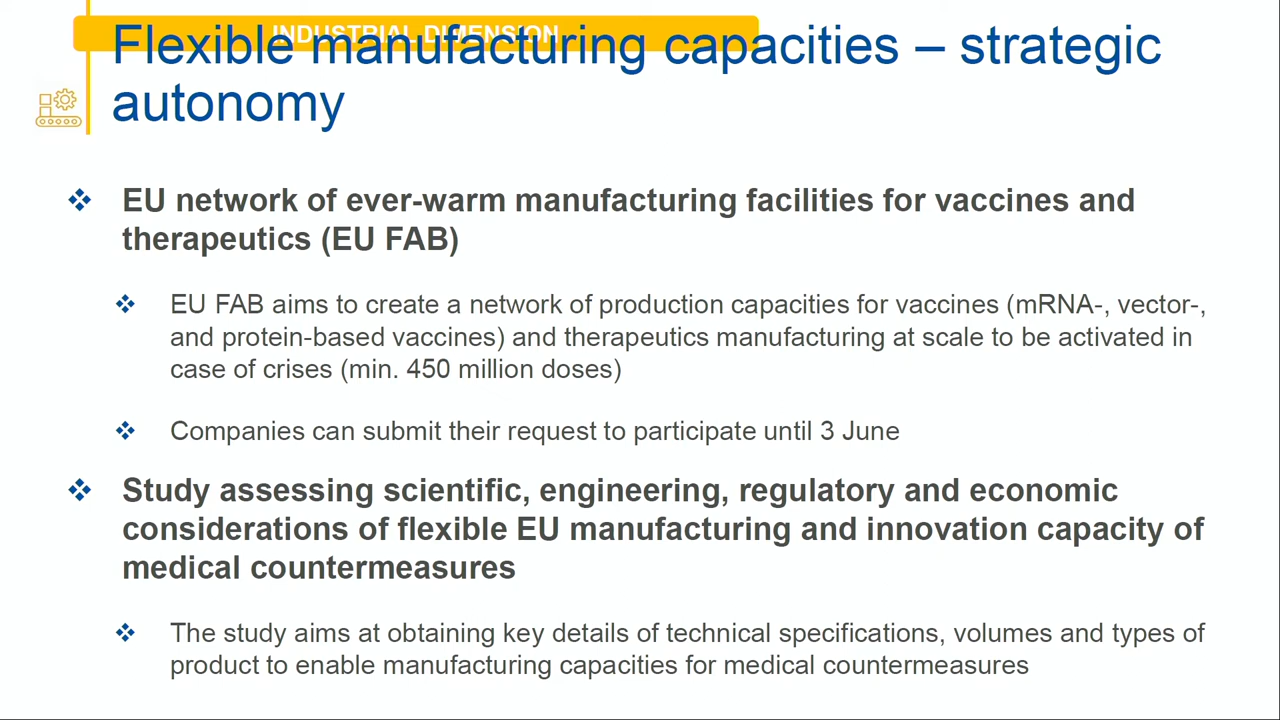 INDUSTRIAL DIMENSION
Flexible manufacturing capacities – strategic
autonomy
❖ EU network of ever-warm manufacturing facilities for vaccines and
therapeutics (EU FAB)
❖ EU FAB aims to create a network of production capacities for vaccines (mRNA-, vector-,
and protein-based vaccines) and therapeutics manufacturing at scale to be activated in
case of crises (min. 450 million doses)
❖ Companies can submit their request to participate until 3 June
❖ Study assessing scientific, engineering, regulatory and economic
considerations of flexible EU manufacturing and innovation capacity of
medical countermeasures
❖ The study aims at obtaining key details of technical specifications, volumes and types of
product to enable manufacturing capacities for medical countermeasures